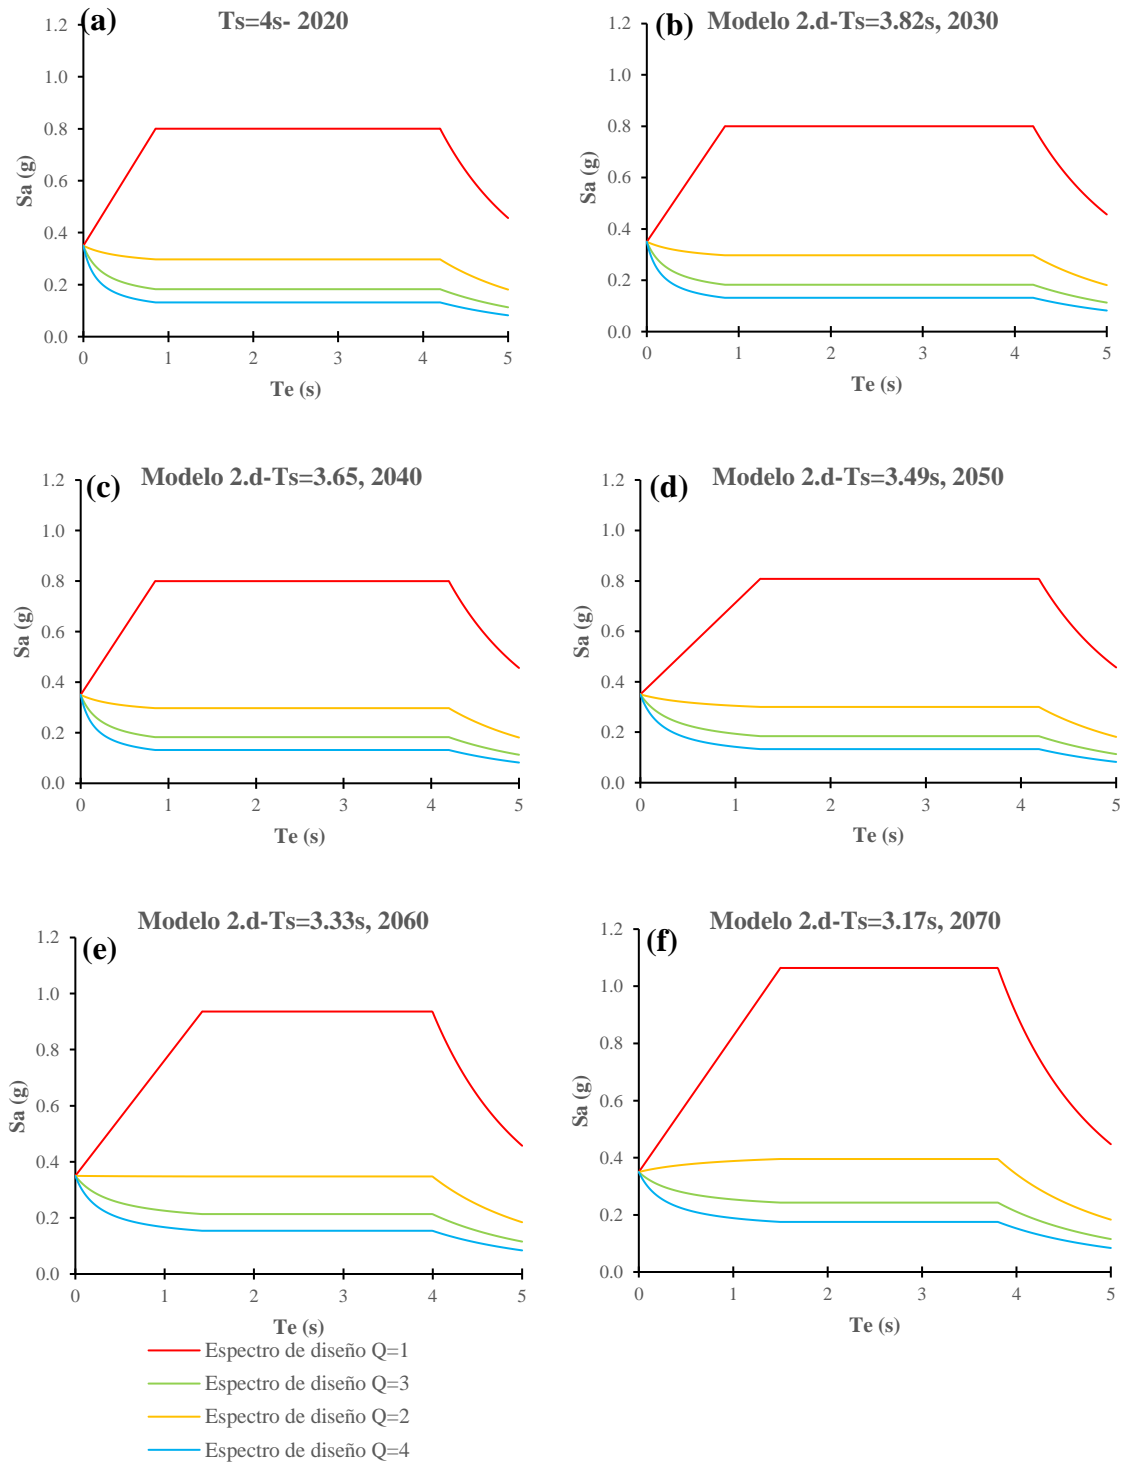 (a)
Ts=4s- 2020
1.2
1.0
0.8
0.6
0.4
0.2
0.0
Sa (g)
0 1 2 3 4 5
Te (s)
(b)
Modelo 2.d-Ts=3.82s, 2030
1.2
1.0
0.8
0.6
0.4
0.2
0.0
Sa (g)
0 1 2 3 4 5
Te (s)
(c)
Modelo 2.d-Ts=3.65, 2040
1.2
1.0
0.8
0.6
0.4
0.2
0.0
Sa (g)
0 1 2 3 4 5
Te (s)
(d)
Modelo 2.d-Ts=3.49s, 2050
1.2
1.0
0.8
0.6
0.4
0.2
0.0
Sa (g)
0 1 2 3 4 5
Te (s)
(e)
Modelo 2.d-Ts=3.33s, 2060
1.2
1.0
0.8
0.6
0.4
0.2
0.0
Sa (g)
0 1 2 3 4 5
Te (s)
(f)
Modelo 2.d-Ts=3.17s, 2070
1.2
1.0
0.8
0.6
0.4
0.2
0.0
Sa (g)
0 1 2 3 4 5
Te (s)
Espectro de diseño Q=1
Espectro de diseño Q=3
Espectro de diseño Q=2
Espectro de diseño Q=4